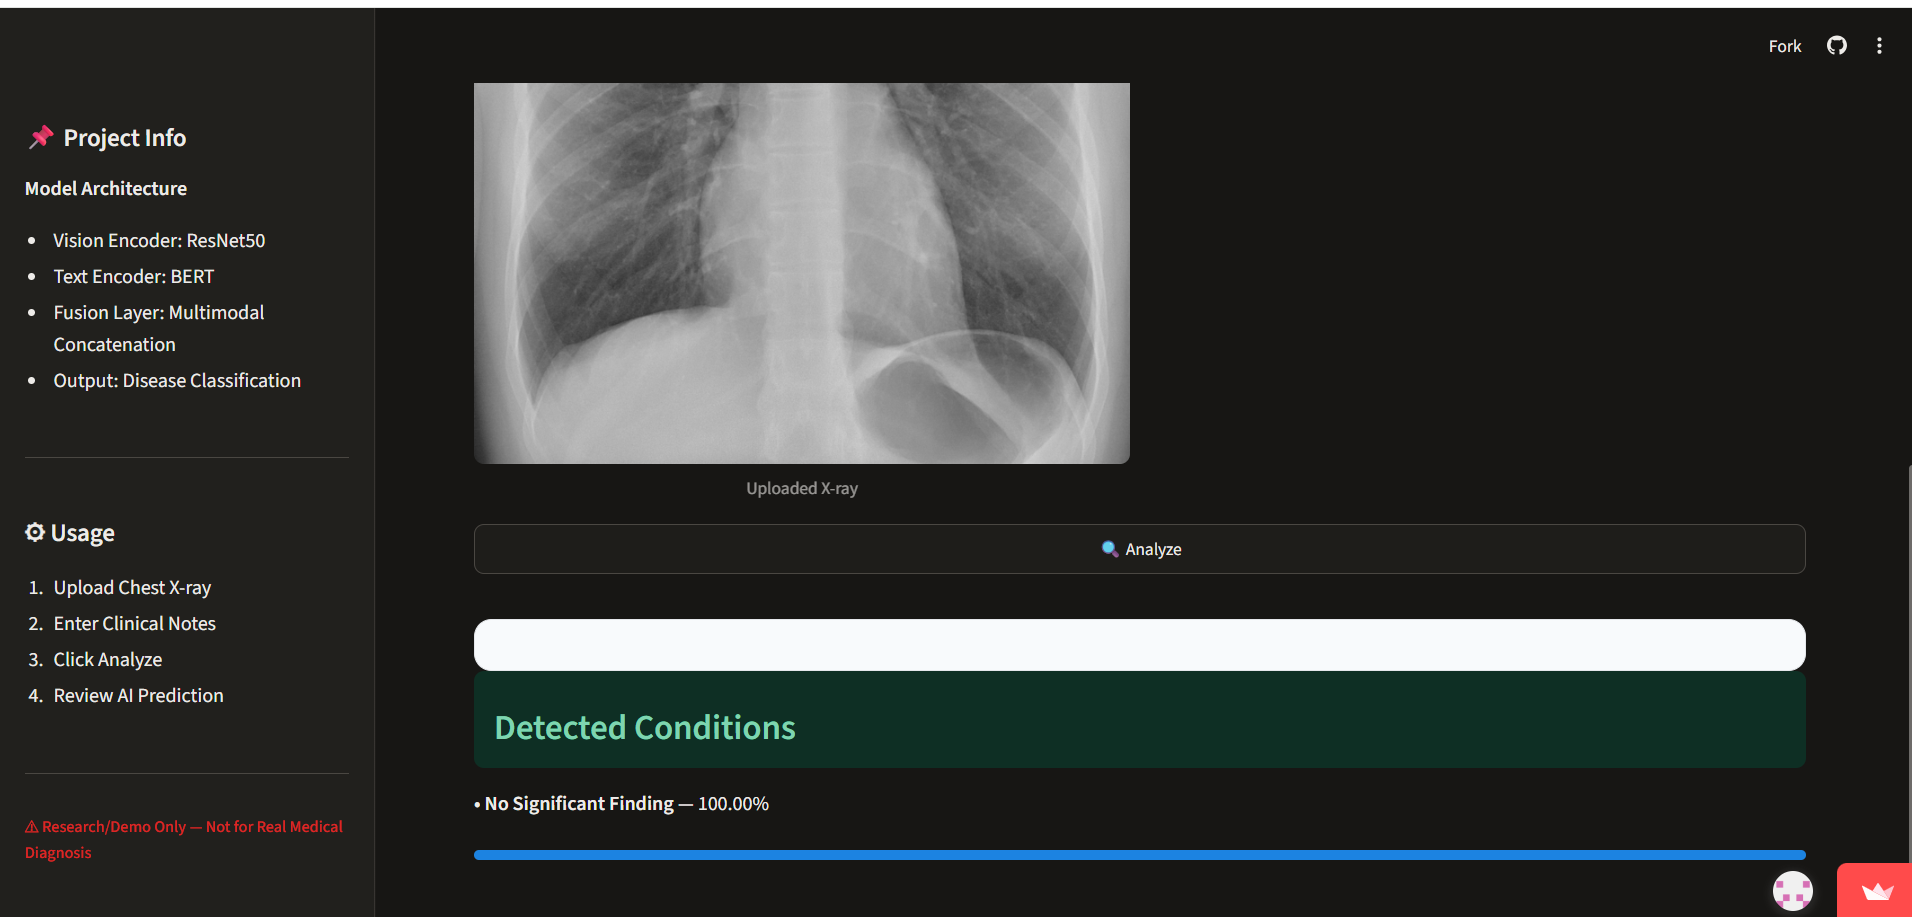 Fork
📌 Project Info
Model Architecture
• Vision Encoder: ResNet50
• Text Encoder: BERT
• Fusion Layer: Multimodal
Concatenation
• Output: Disease Classification
⚙ Usage
1. Upload Chest X-ray
2. Enter Clinical Notes
3. Click Analyze
4. Review AI Prediction
⚠ Research/Demo Only — Not for Real Medical
Diagnosis
Uploaded X-ray
🔍 Analyze
Detected Conditions
• No Significant Finding — 100.00%